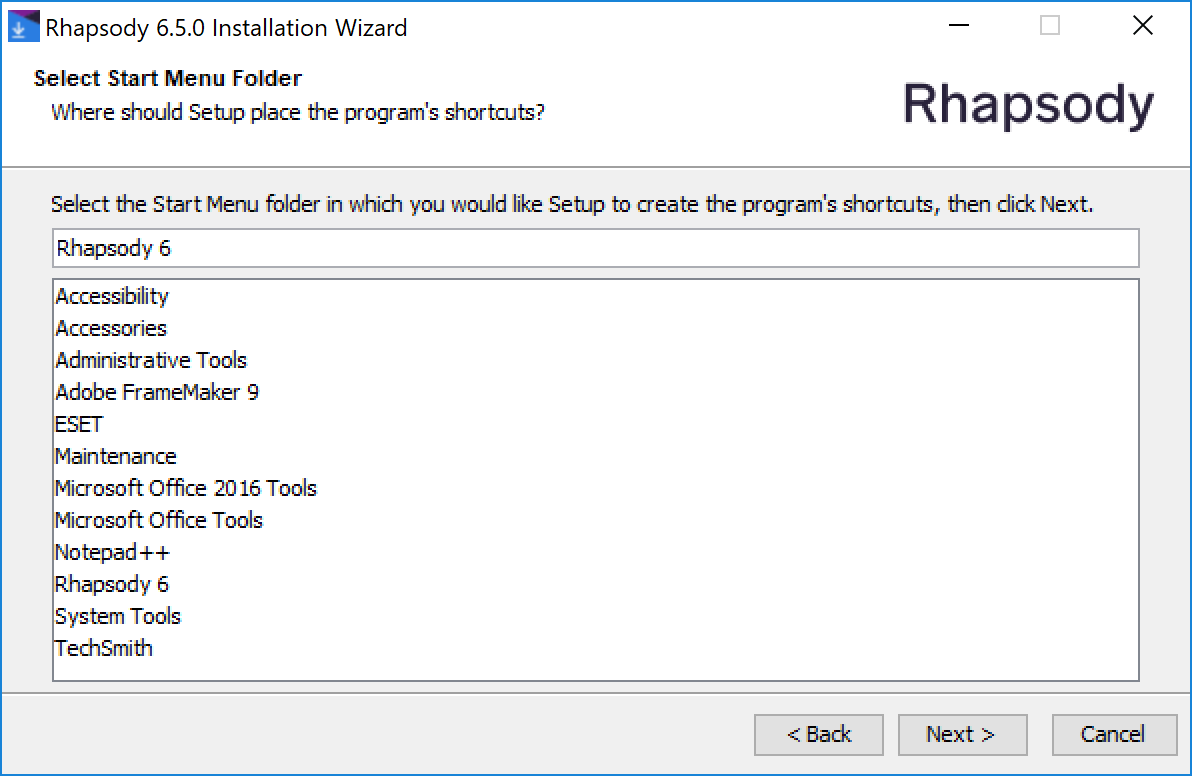 Rhapsody 6.5.0 Installation Wizard
Select Start Menu Folder
Where should Setup place the program's shortcuts?
Rhapsody
Select the Start Menu folder in which you would like Setup to create the program's shortcuts, then click Next.
Rhapsody 6
Accessibility
Accessories
Administrative Tools
Adobe FrameMaker 9
ESET
Maintenance
Microsoft Office 2016 Tools
Microsoft Office Tools
Notepad++
Rhapsody 6
System Tools
TechSmith
< Back Next > Cancel